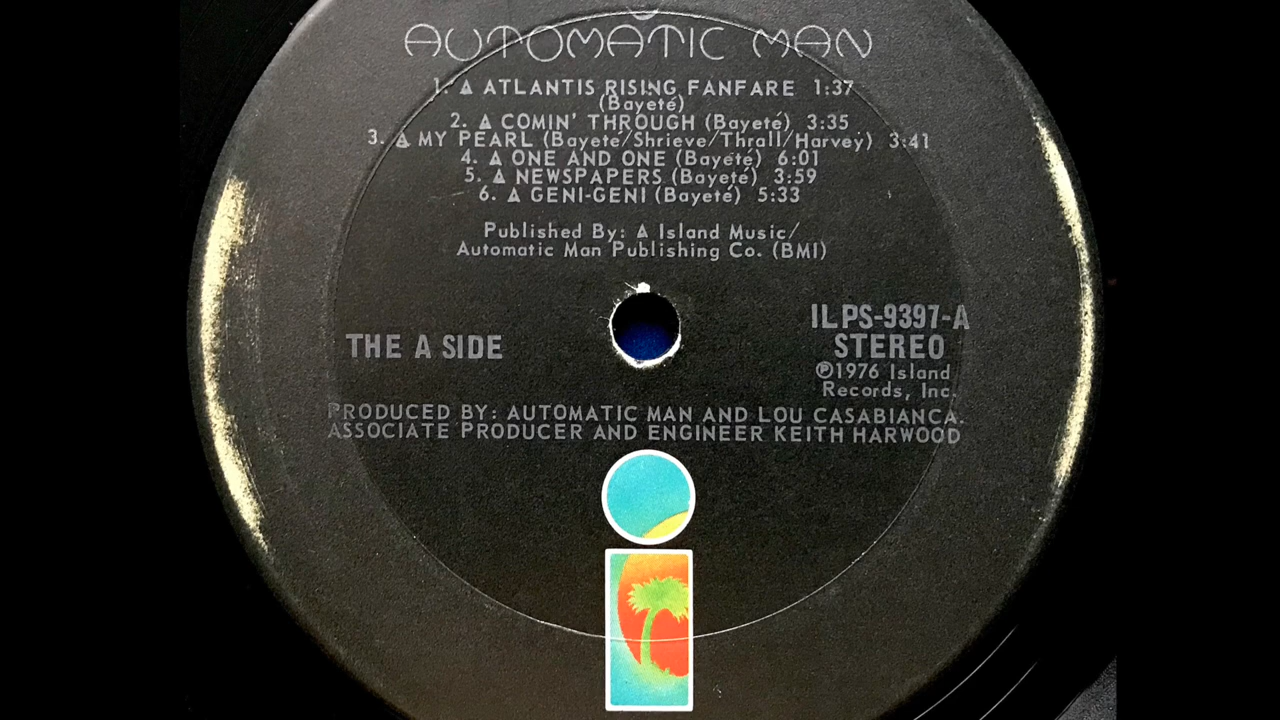 AUTOMATIC MAN
1. ∆ ATLANTIS RISING FANFARE 1:37
(Bayeté)
2. ∆ COMIN' THROUGH (Bayeté) 3:35
3. ∆ MY PEARL (Bayeté/Shrieve/Thrall/Harvey) 3:41
4. ∆ ONE AND ONE (Bayeté) 6:01
5. ∆ NEWSPAPERS (Bayeté) 3:59
6. ∆ GENI-GENI (Bayeté) 5:33
Published By: ∆ Island Music/
Automatic Man Publishing Co. (BMI)
THE A SIDE
ILPS-9397-A
STEREO
℗1976 Island
Records, Inc.
PRODUCED BY: AUTOMATIC MAN AND LOU CASABIANCA.
ASSOCIATE PRODUCER AND ENGINEER KEITH HARWOOD
i